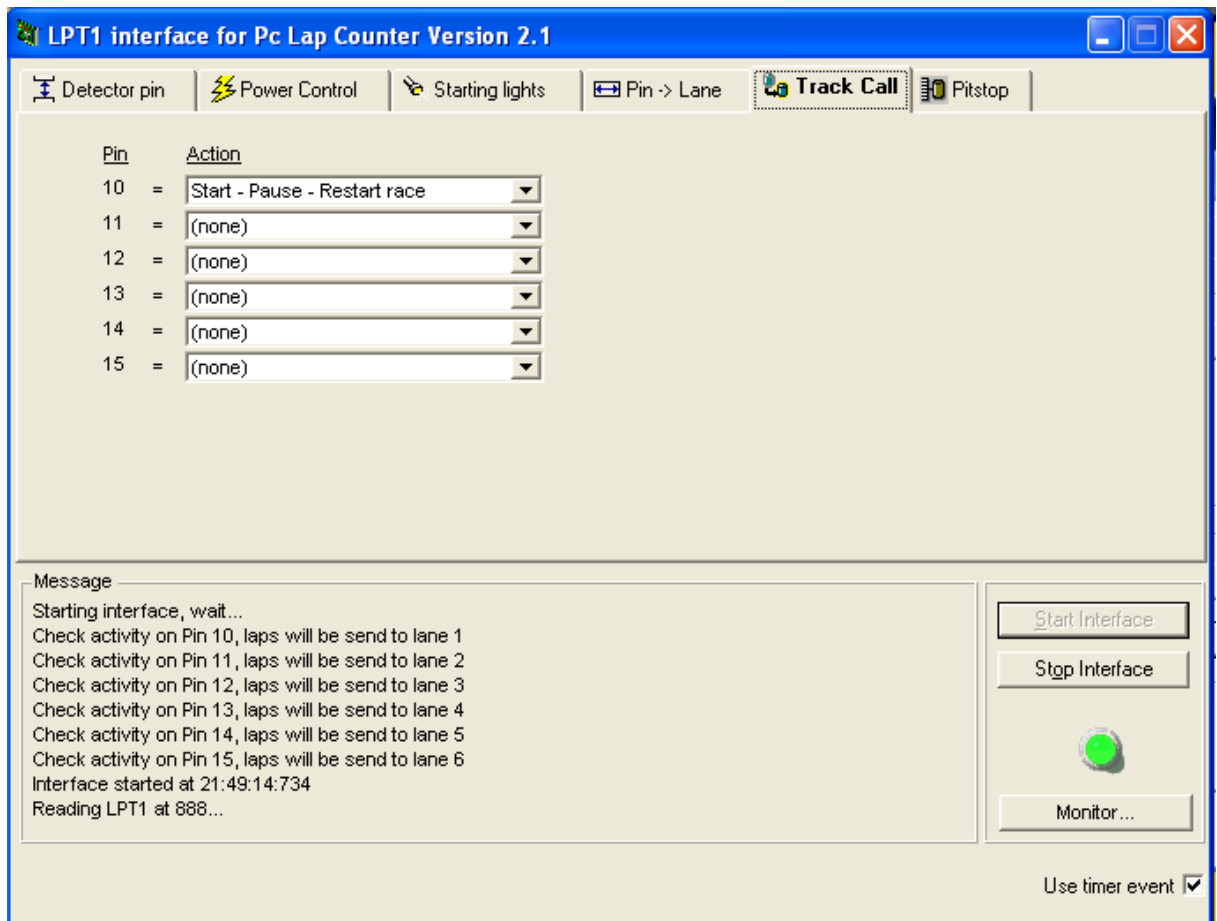 LPT1 interface for Pc Lap Counter Version 2.1
Detector pin Power Control Starting lights Pin -> Lane Track Call Pitstop
Pin Action
10 = Start - Pause - Restart race
11 = (none)
12 = (none)
13 = (none)
14 = (none)
15 = (none)
Message
Starting interface, wait...
Check activity on Pin 10, laps will be send to lane 1
Check activity on Pin 11, laps will be send to lane 2
Check activity on Pin 12, laps will be send to lane 3
Check activity on Pin 13, laps will be send to lane 4
Check activity on Pin 14, laps will be send to lane 5
Check activity on Pin 15, laps will be send to lane 6
Interface started at 21:49:14:734
Reading LPT1 at 888...
Start Interface
Stop Interface
Monitor...
Use timer event